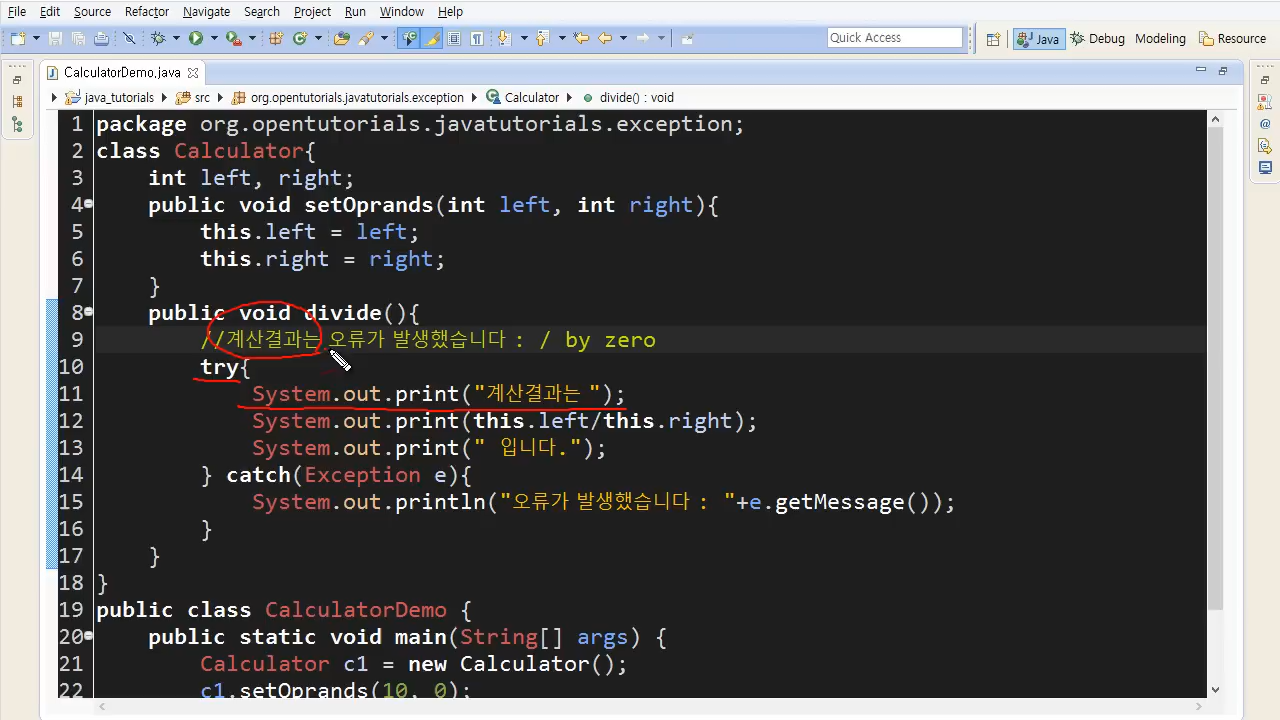 File Edit Source Refactor Navigate Search Project Run Window Help
Quick Access Java Debug Modeling Resource
CalculatorDemo.java
java_tutorials src org.opentutorials.javatutorials.exception Calculator divide() : void
1 package org.opentutorials.javatutorials.exception;
2 class Calculator{
3 int left, right;
4 public void setOprands(int left, int right){
5 this.left = left;
6 this.right = right;
7 }
8 public void divide(){
9 //계산결과는 오류가 발생했습니다 : / by zero
10 try{
11 System.out.print("계산결과는 ");
12 System.out.print(this.left/this.right);
13 System.out.print(" 입니다.");
14 } catch(Exception e){
15 System.out.println("오류가 발생했습니다 : "+e.getMessage());
16 }
17 }
18 }
19 public class CalculatorDemo {
20 public static void main(String[] args) {
21 Calculator c1 = new Calculator();
22 c1.setOprands(10, 0);